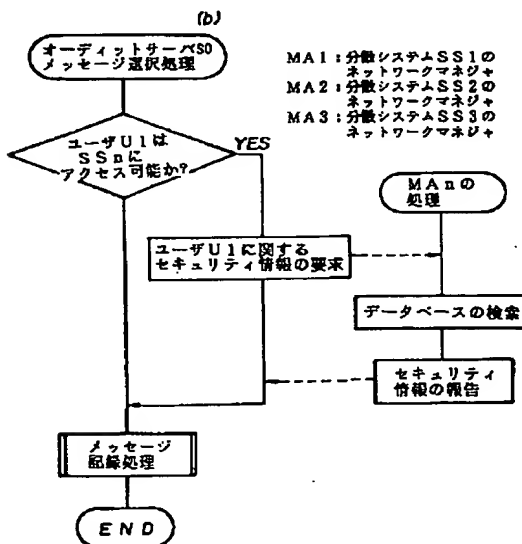 (b)
オーディットサーバSO
メッセージ選択処理
MA1：分散システムSS1の
ネットワークマネジャ
MA2：分散システムSS2の
ネットワークマネジャ
MA3：分散システムSS3の
ネットワークマネジャ
ユーザU1は
SSnに
アクセス可能か?
YES
MAnの
処理
ユーザU1に関する
セキュリティ情報の要求
データベースの検索
セキュリティ
情報の報告
メッセージ
記録処理
END